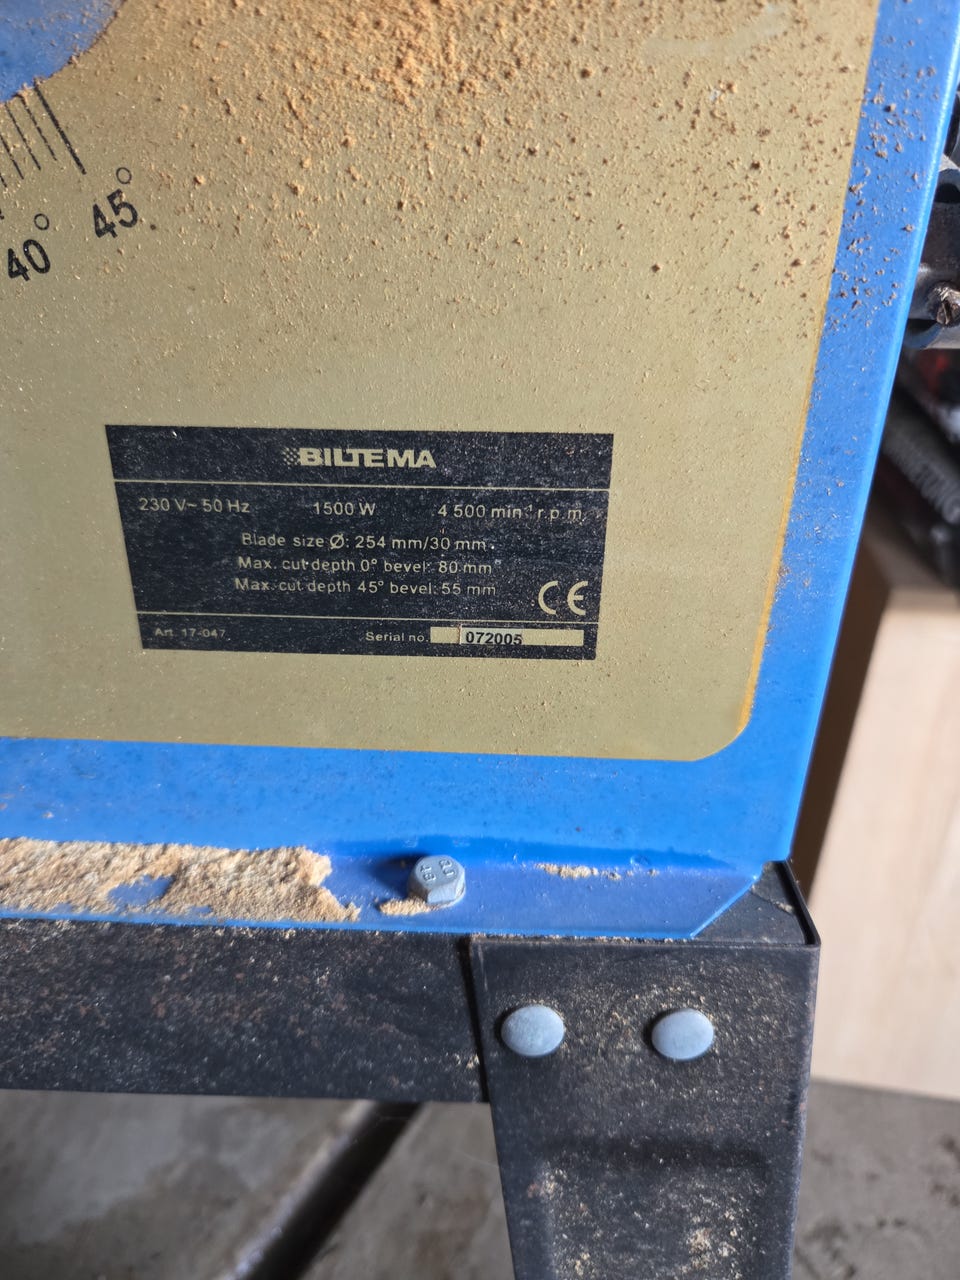 40° 45°
BILTEMA
230 V~ 50 Hz 1500 W 4 500 min⁻¹ r.p.m.
Blade size Ø: 254 mm/30 mm
Max. cut depth 0° bevel: 80 mm
Max. cut depth 45° bevel: 55 mm
CE
Art. 17-047 Serial no. 072005
8.8